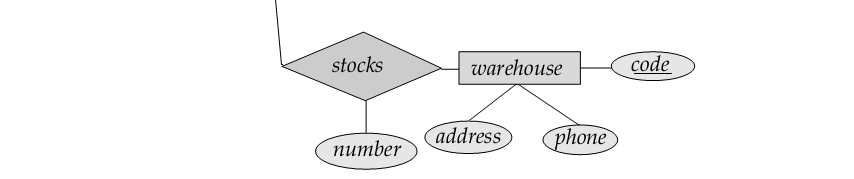 stocks
warehouse
code
number
address
phone